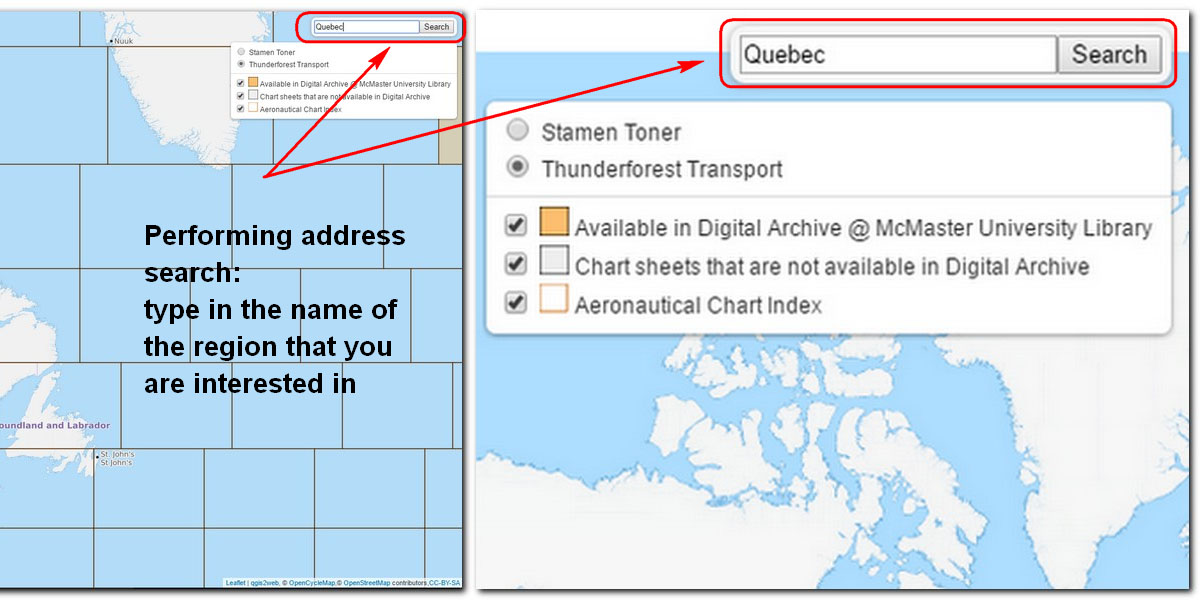 Quebec
Search
Nuuk
Stamen Toner
Thunderforest Transport
Available in Digital Archive @ McMaster University Library
Chart sheets that are not available in Digital Archive
Aeronautical Chart Index
Performing address
search:
type in the name of
the region that you
are interested in
oundland and Labrador
St. John's
St John's
Leaflet | qgis2web, © OpenCycleMap,© OpenStreetMap contributors,CC-BY-SA
Quebec
Search
Stamen Toner
Thunderforest Transport
Available in Digital Archive @ McMaster University Library
Chart sheets that are not available in Digital Archive
Aeronautical Chart Index